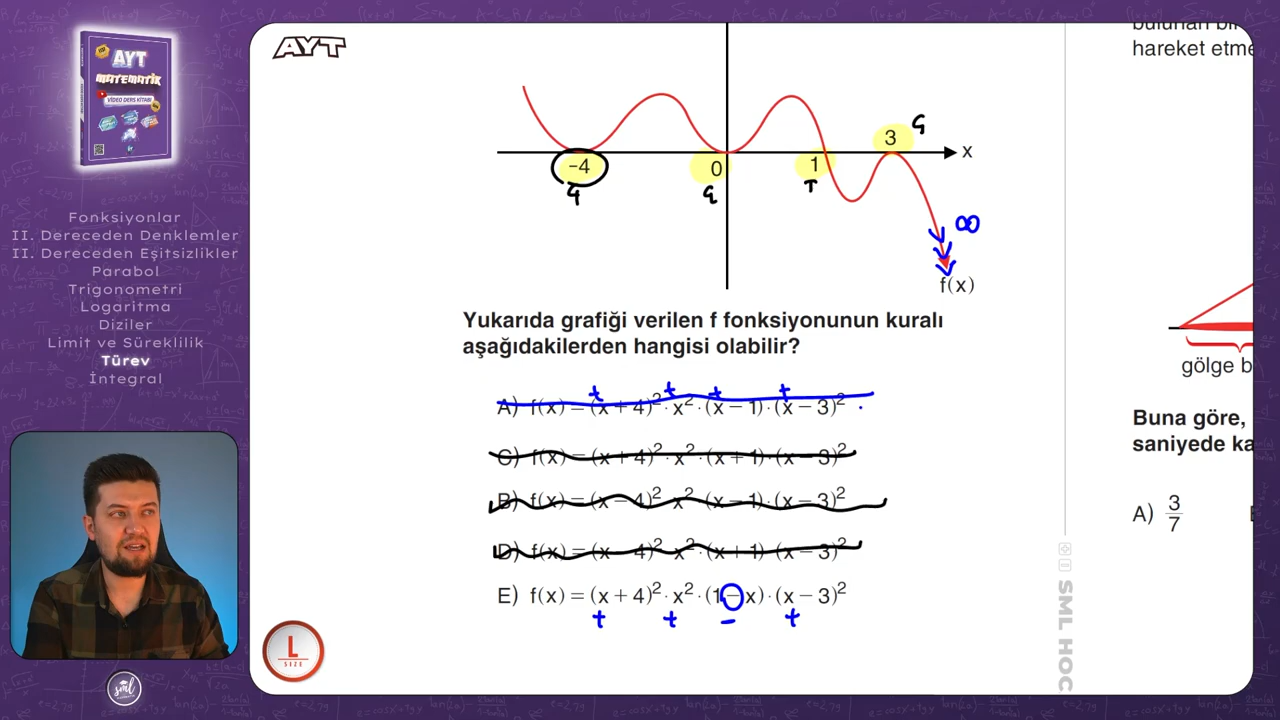 AYT
AYT
MATEMATİK
VİDEO DERS KİTABI
Fonksiyonlar
II. Dereceden Denklemler
II. Dereceden Eşitsizlikler
Parabol
Trigonometri
Logaritma
Diziler
Limit ve Süreklilik
Türev
İntegral
sml
-4
0
1
3
x
Ç
Ç
T
Ç
∞
f(x)
Yukarıda grafiği verilen f fonksiyonunun kuralı
aşağıdakilerden hangisi olabilir?
+ + + +
A) f(x) = (x + 4)² · x² · (x − 1) · (x − 3)²
C) f(x) = (x + 4)² · x² · (x + 1) · (x − 3)²
B) f(x) = (x − 4)² · x² · (x − 1) · (x − 3)²
D) f(x) = (x − 4)² · x² · (x + 1) · (x − 3)²
E) f(x) = (x + 4)² · x² · (1 − x) · (x − 3)²
+ + − +
L
SIZE
hareket etme
gölge b
Buna göre,
saniyede ka
A) 3/7
SML HOC